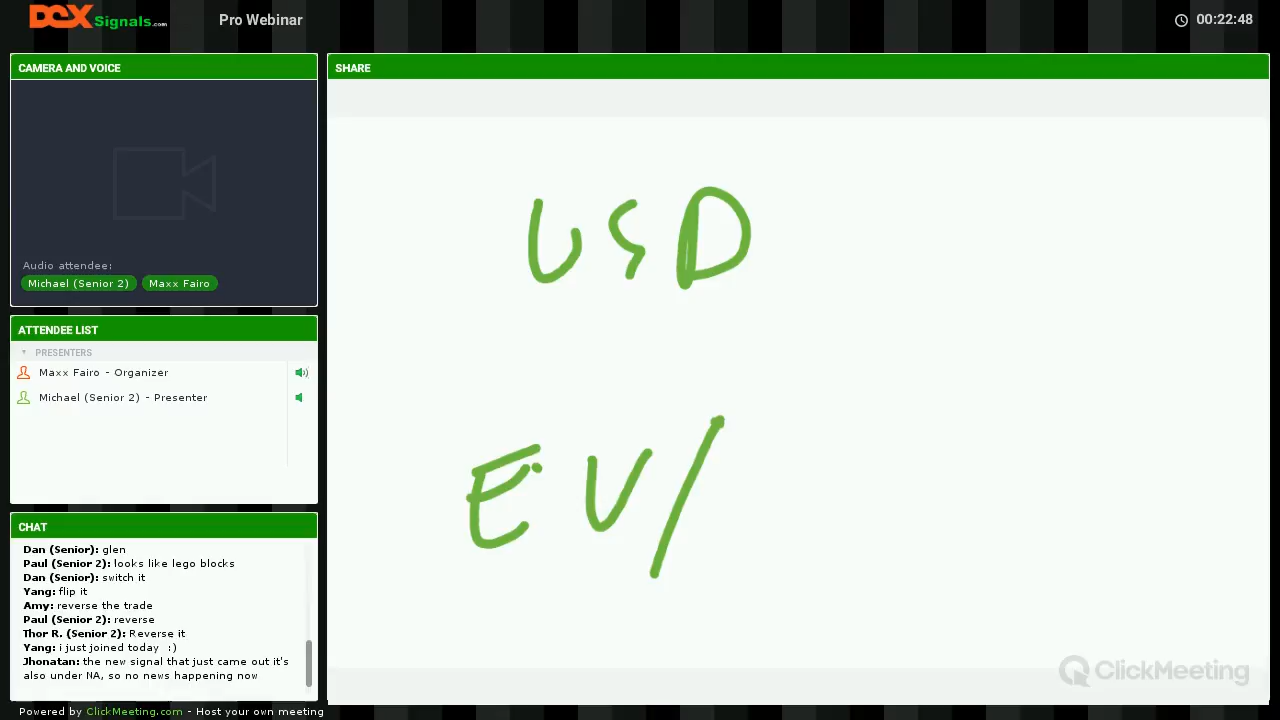 DCX Signals.com
Pro Webinar
00:22:48
CAMERA AND VOICE
Audio attendee:
Michael (Senior 2)
Maxx Fairo
ATTENDEE LIST
PRESENTERS
Maxx Fairo - Organizer
Michael (Senior 2) - Presenter
CHAT
Dan (Senior): glen
Paul (Senior 2): looks like lego blocks
Dan (Senior): switch it
Yang: flip it
Amy: reverse the trade
Paul (Senior 2): reverse
Thor R. (Senior 2): Reverse it
Yang: i just joined today :)
Jhonatan: the new signal that just came out it's
also under NA, so no news happening now
Powered by ClickMeeting.com - Host your own meeting
SHARE
USD
EU/
ClickMeeting